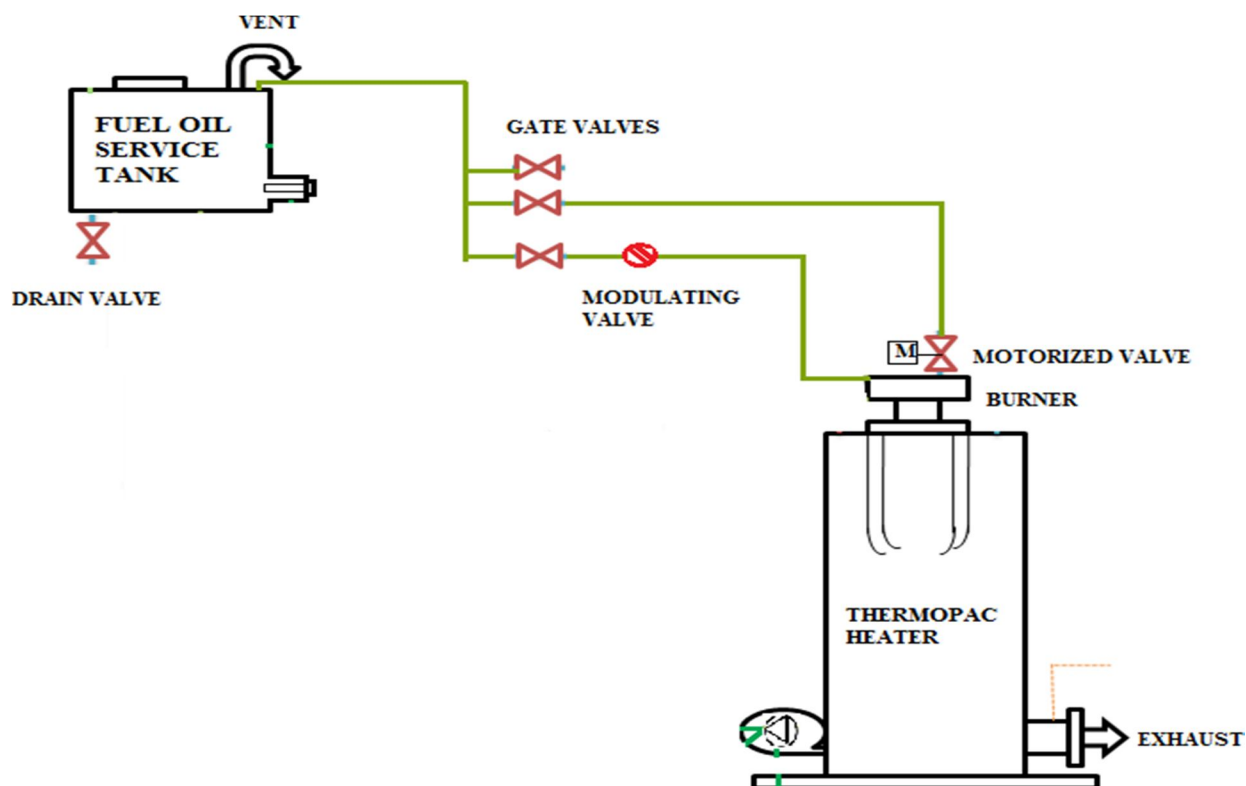 VENT
FUEL OIL
SERVICE
TANK
GATE VALVES
DRAIN VALVE
MODULATING
VALVE
M
MOTORIZED VALVE
BURNER
THERMOPAC
HEATER
EXHAUST